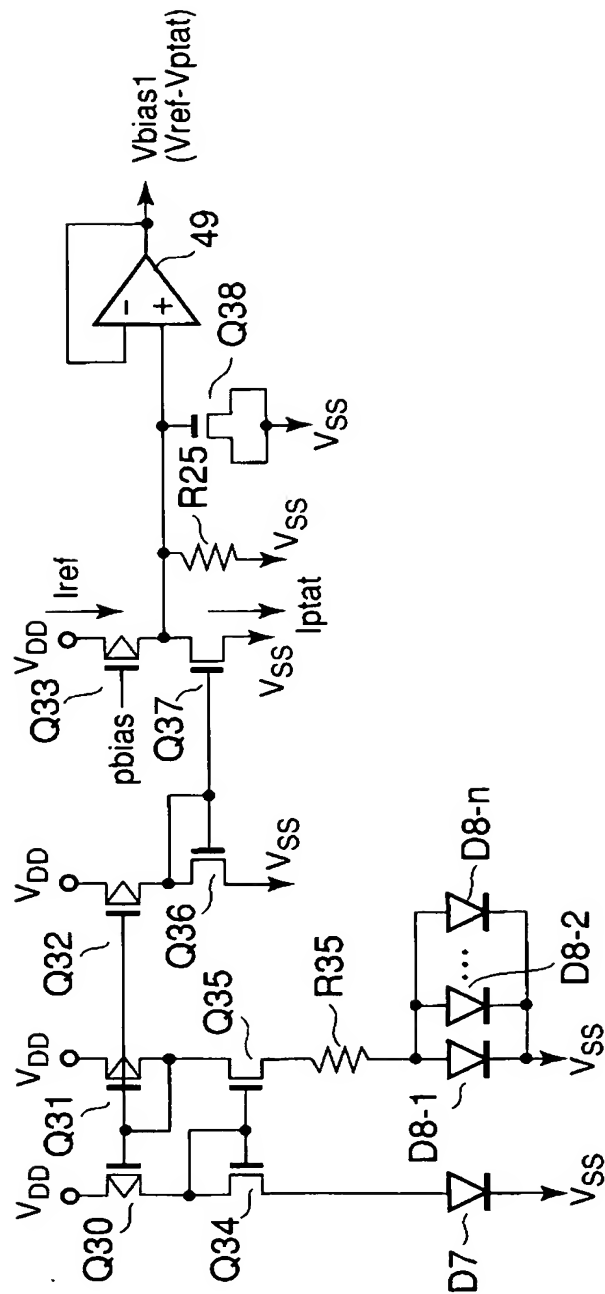 VDD
Q30
Q34
D7
VSS
VDD
Q31
Q35
R35
D8-1
D8-2
D8-n
...
VSS
VDD
Q32
Q36
VSS
VDD
Iref
Q33
pbias
Q37
VSS
Iptat
R25
VSS
Q38
VSS
-
+
49
Vbias1
(Vref-Vptat)